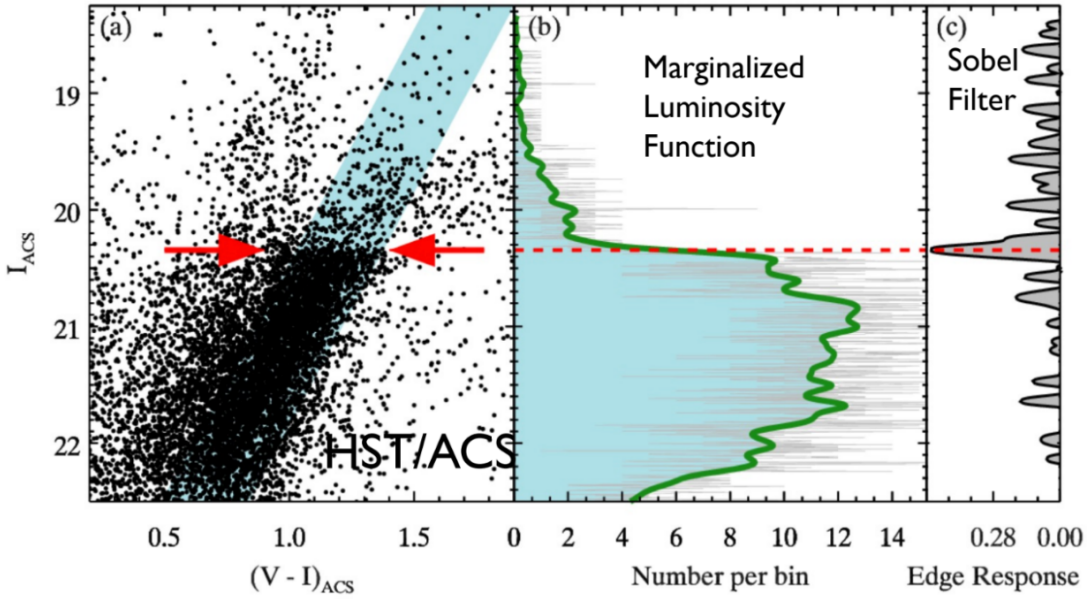 (a)
(b)
(c)
Marginalized
Luminosity
Function
Sobel
Filter
19
20
21
22
I_ACS
HST/ACS
0.5 1.0 1.5
0 2 4 6 8 10 12 14
0.28 0.00
(V - I)_ACS
Number per bin
Edge Response